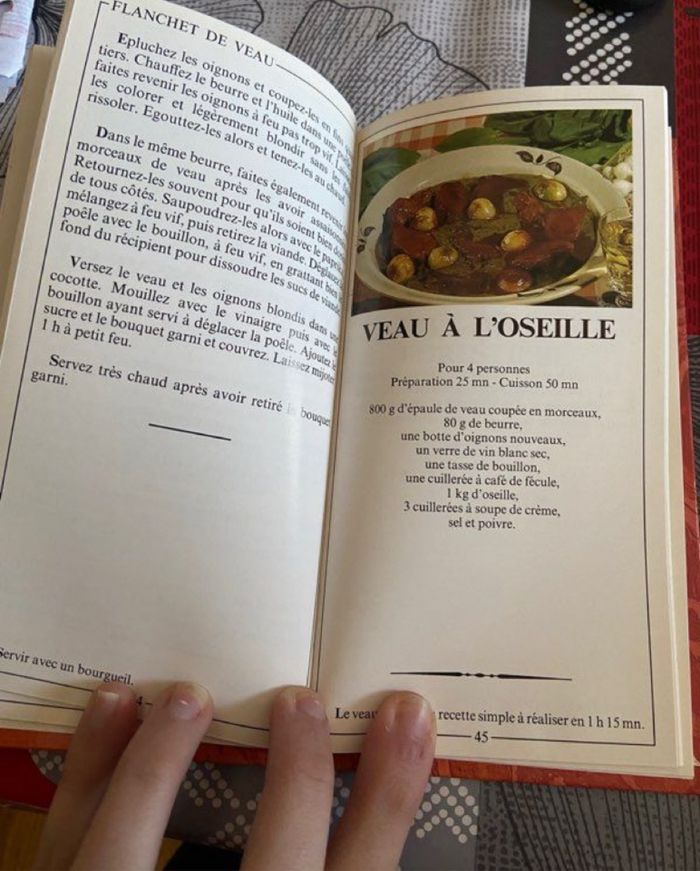 FLANCHET DE VEAU
Epluchez les oignons et coupez-les en fins
tiers. Chauffez le beurre et l'huile dans une
faites revenir les oignons à feu pas trop vif.
les colorer et légèrement blondir sans les
rissoler. Egouttez-les alors et tenez-les au chaud.
Dans le même beurre, faites également revenir
morceaux de veau après les avoir
Retournez-les souvent pour qu'ils soient bien
de tous côtés. Saupoudrez-les alors avec le
mélangez à feu vif, puis retirez la viande. Déglacez
poêle avec le bouillon, à feu vif, en grattant bien
fond du récipient pour dissoudre les sucs de viande.
Versez le veau et les oignons blondis dans une
cocotte. Mouillez avec le vinaigre puis avec le
bouillon ayant servi à déglacer la poêle. Ajoutez le
sucre et le bouquet garni et couvrez. Laissez mijoter
1 h à petit feu.
Servez très chaud après avoir retiré le bouquet
garni.
Servir avec un bourgueil.
VEAU À L'OSEILLE
Pour 4 personnes
Préparation 25 mn - Cuisson 50 mn
800 g d'épaule de veau coupée en morceaux,
80 g de beurre,
une botte d'oignons nouveaux,
un verre de vin blanc sec,
une tasse de bouillon,
une cuillerée à café de fécule,
1 kg d'oseille,
3 cuillerées à soupe de crème,
sel et poivre.
Le recette simple à réaliser en 1 h 15 mn.
45